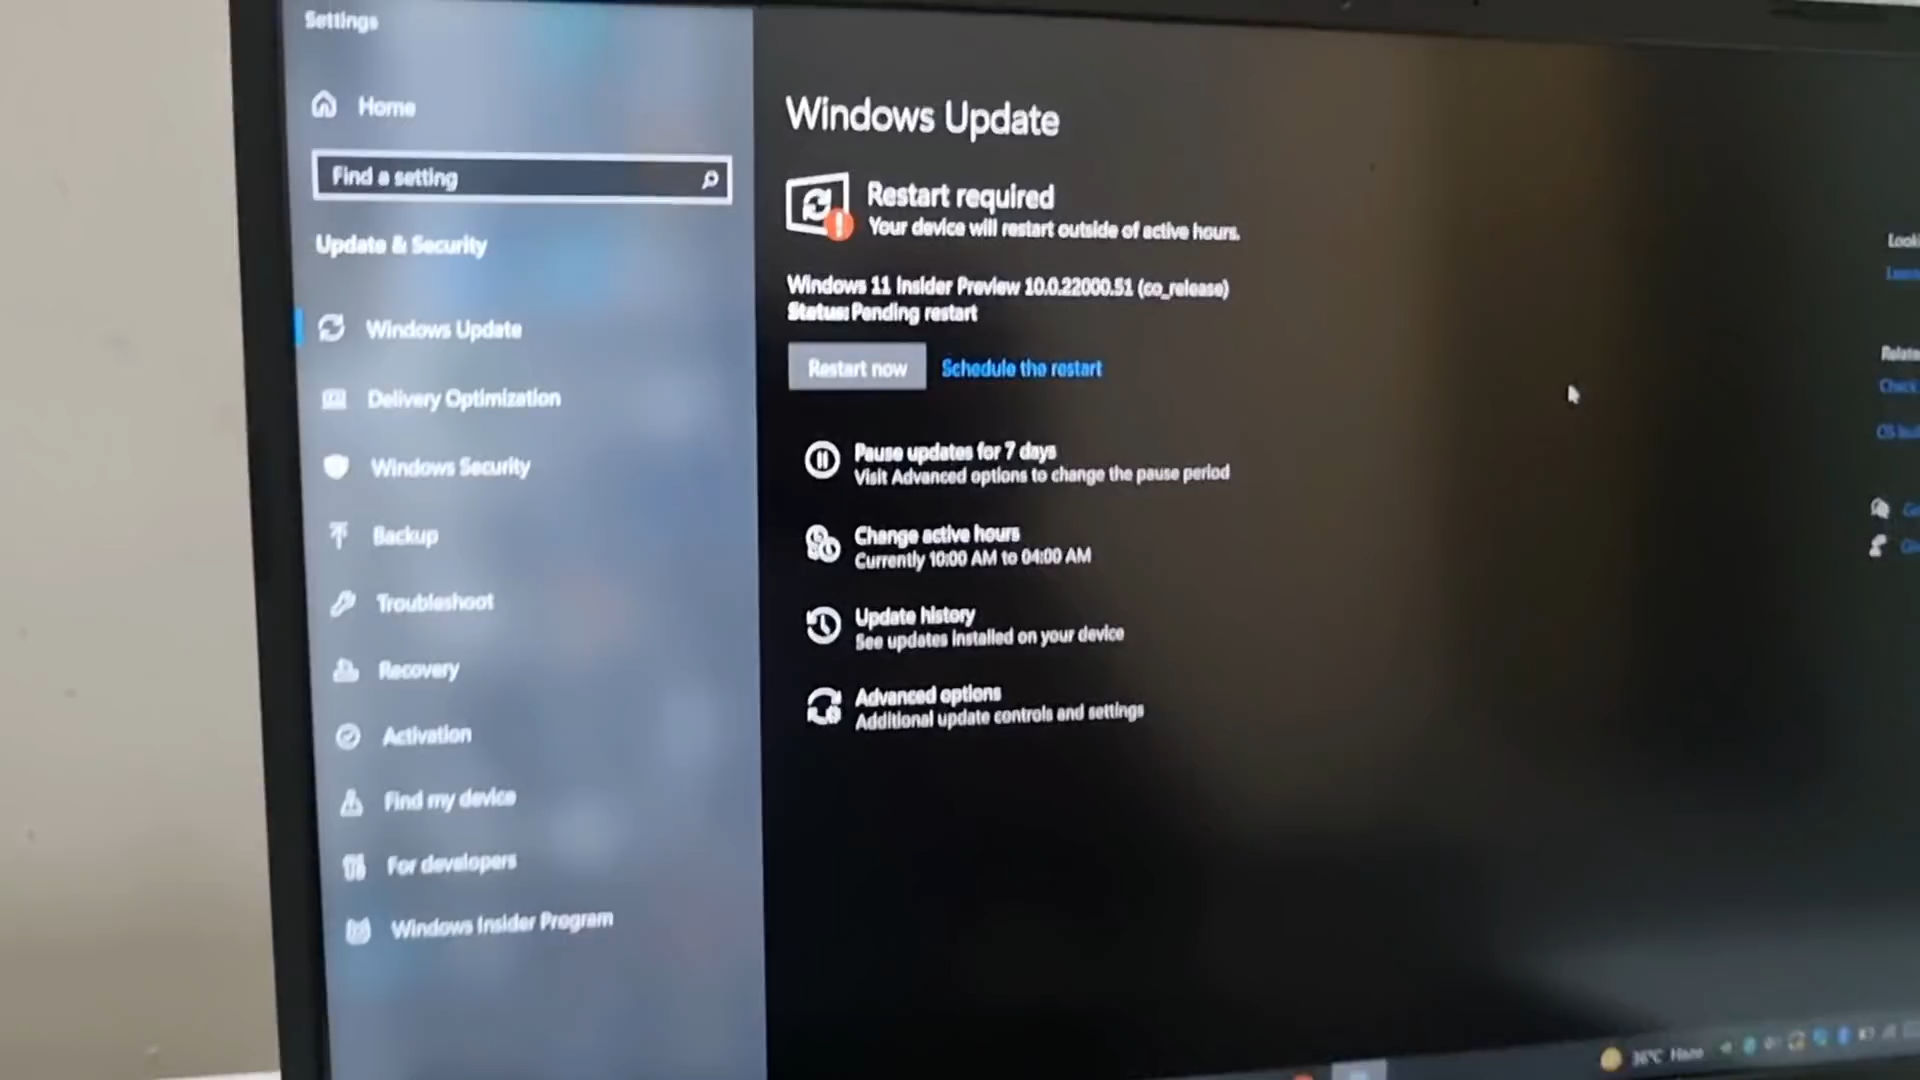 Settings
Home
Find a setting
Update & Security
Windows Update
Delivery Optimization
Windows Security
Backup
Troubleshoot
Recovery
Activation
Find my device
For developers
Windows Insider Program
Windows Update
Restart required
Your device will restart outside of active hours.
Windows 11 Insider Preview 10.0.22000.51 (co_release)
Status: Pending restart
Restart now
Schedule the restart
Pause updates for 7 days
Visit Advanced options to change the pause period
Change active hours
Currently 10:00 AM to 04:00 AM
Update history
See updates installed on your device
Advanced options
Additional update controls and settings
Check
36°C Haze